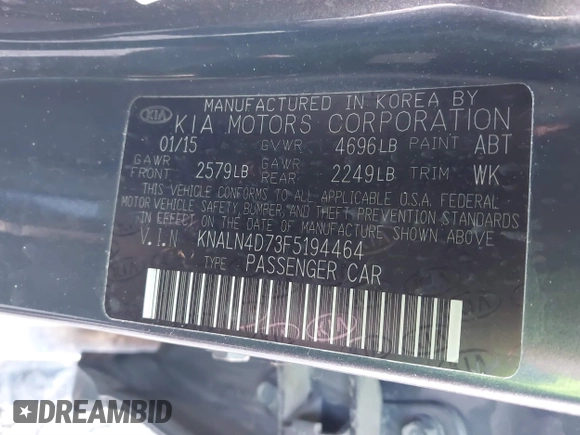 MANUFACTURED IN KOREA BY
KIA KIA MOTORS CORPORATION
01/15 GVWR 4696LB PAINT ABT
GAWR FRONT 2579LB GAWR REAR 2249LB TRIM WK
THIS VEHICLE CONFORMS TO ALL APPLICABLE U.S.A. FEDERAL
MOTOR VEHICLE SAFETY, BUMPER, AND THEFT PREVENTION STANDARDS
IN EFFECT ON THE DATE OF MANUFACTURE SHOWN ABOVE
V.I.N KNALN4D73F5194464
TYPE: PASSENGER CAR
KIA
DREAMBID